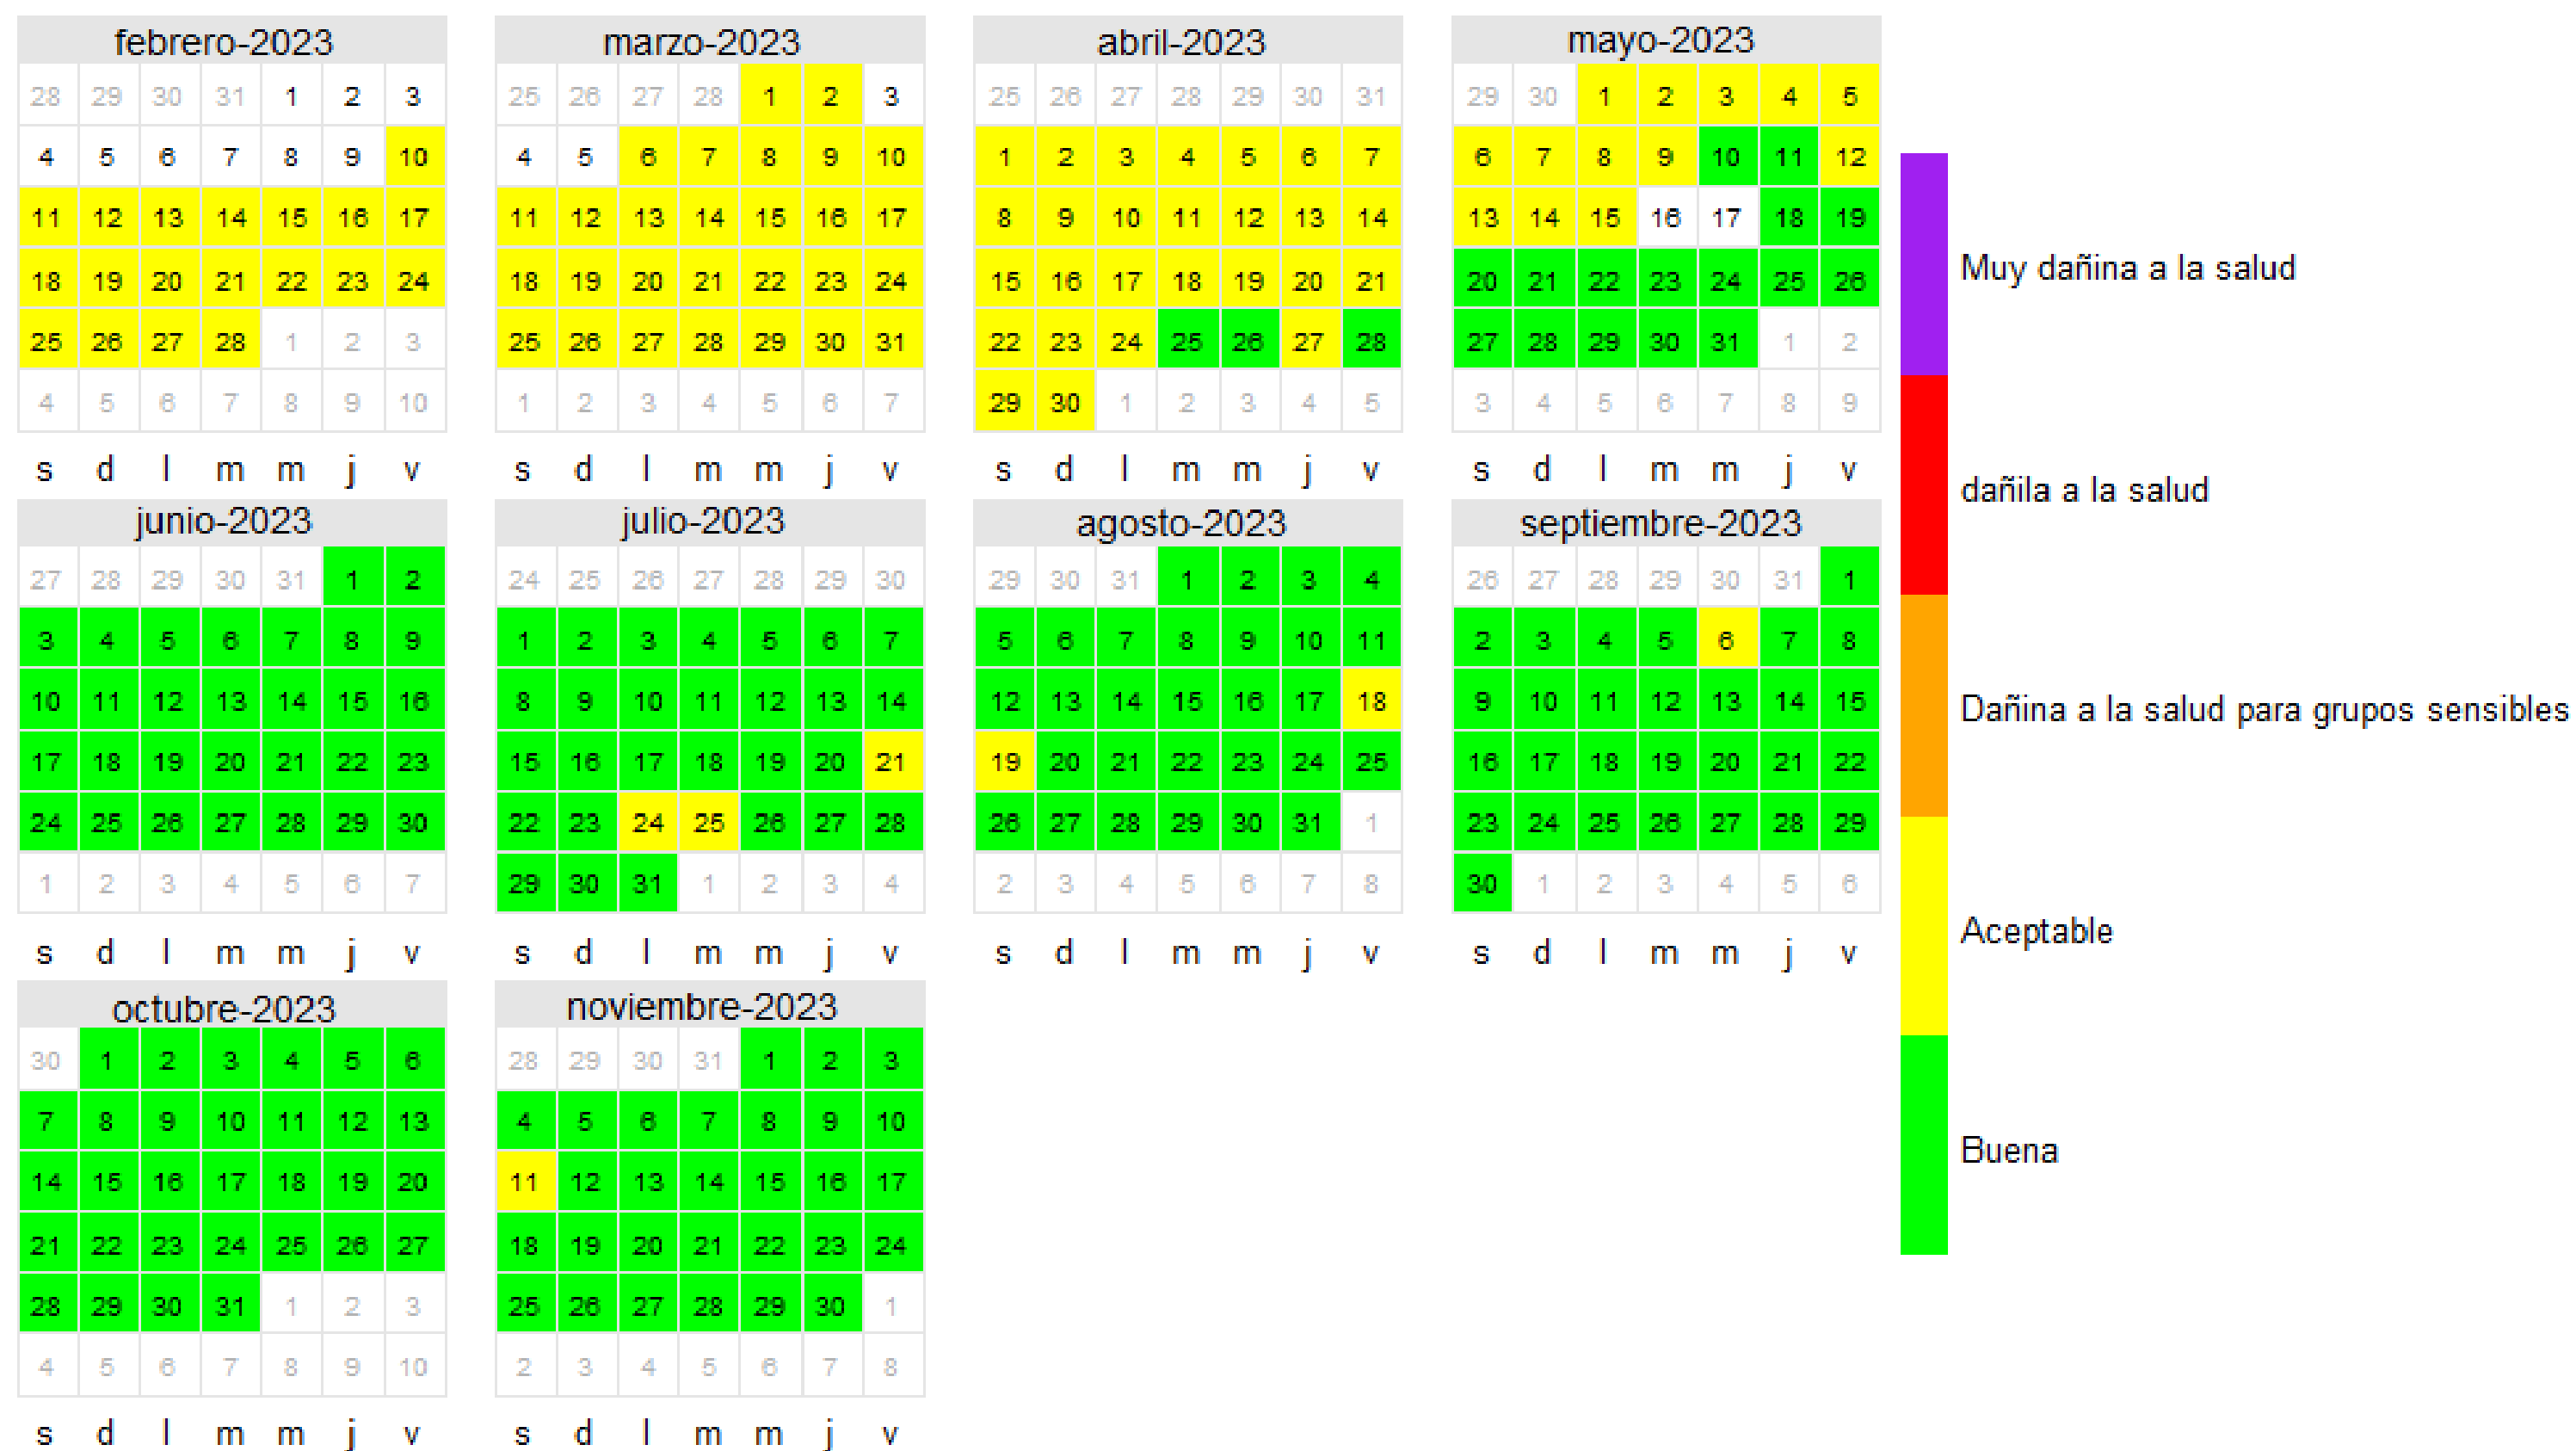 febrero-2023
28 29 30 31 1 2 3
4 5 6 7 8 9 10
11 12 13 14 15 16 17
18 19 20 21 22 23 24
25 26 27 28 1 2 3
4 5 6 7 8 9 10
s d l m m j v
marzo-2023
25 26 27 28 1 2 3
4 5 6 7 8 9 10
11 12 13 14 15 16 17
18 19 20 21 22 23 24
25 26 27 28 29 30 31
1 2 3 4 5 6 7
s d l m m j v
abril-2023
25 26 27 28 29 30 31
1 2 3 4 5 6 7
8 9 10 11 12 13 14
15 16 17 18 19 20 21
22 23 24 25 26 27 28
29 30 1 2 3 4 5
s d l m m j v
mayo-2023
29 30 1 2 3 4 5
6 7 8 9 10 11 12
13 14 15 16 17 18 19
20 21 22 23 24 25 26
27 28 29 30 31 1 2
3 4 5 6 7 8 9
s d l m m j v
junio-2023
27 28 29 30 31 1 2
3 4 5 6 7 8 9
10 11 12 13 14 15 16
17 18 19 20 21 22 23
24 25 26 27 28 29 30
1 2 3 4 5 6 7
s d l m m j v
julio-2023
24 25 26 27 28 29 30
1 2 3 4 5 6 7
8 9 10 11 12 13 14
15 16 17 18 19 20 21
22 23 24 25 26 27 28
29 30 31 1 2 3 4
s d l m m j v
agosto-2023
29 30 31 1 2 3 4
5 6 7 8 9 10 11
12 13 14 15 16 17 18
19 20 21 22 23 24 25
26 27 28 29 30 31 1
2 3 4 5 6 7 8
s d l m m j v
septiembre-2023
26 27 28 29 30 31 1
2 3 4 5 6 7 8
9 10 11 12 13 14 15
16 17 18 19 20 21 22
23 24 25 26 27 28 29
30 1 2 3 4 5 6
s d l m m j v
octubre-2023
30 1 2 3 4 5 6
7 8 9 10 11 12 13
14 15 16 17 18 19 20
21 22 23 24 25 26 27
28 29 30 31 1 2 3
4 5 6 7 8 9 10
s d l m m j v
noviembre-2023
28 29 30 31 1 2 3
4 5 6 7 8 9 10
11 12 13 14 15 16 17
18 19 20 21 22 23 24
25 26 27 28 29 30 1
2 3 4 5 6 7 8
s d l m m j v
Muy dañina a la salud
dañila a la salud
Dañina a la salud para grupos sensibles
Aceptable
Buena